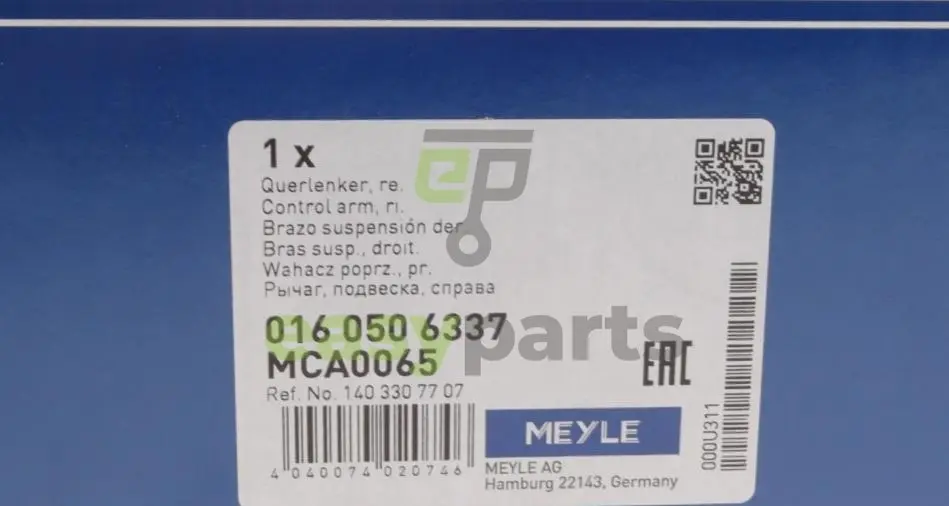 1 x
Querlenker, re.
Control arm, ri.
Brazo suspensión der.
Bras susp., droit.
Wahacz poprz., pr.
Рычаг, подвеска, справа
016 050 6337
MCA0065
Ref. No. 140 330 77 07
4 040074 020746
ep
easyparts
EAC
MEYLE
MEYLE AG
Hamburg 22143, Germany
000U311